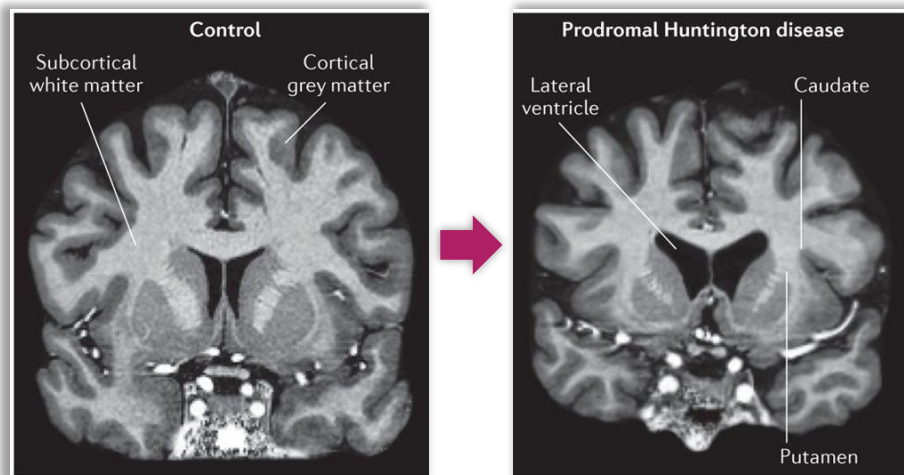 Control
Subcortical
white matter
Cortical
grey matter
Prodromal Huntington disease
Lateral
ventricle
Caudate
Putamen